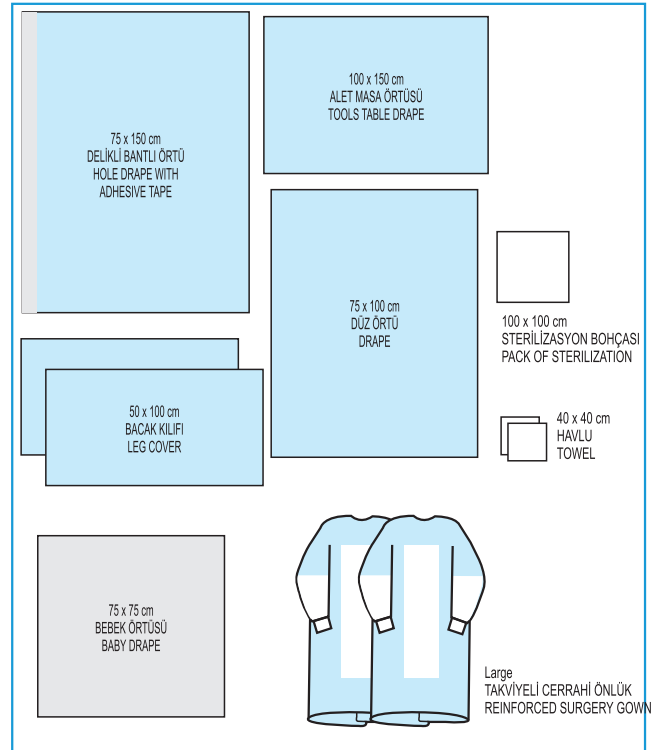 75 x 150 cm
DELİKLİ BANTLI ÖRTÜ
HOLE DRAPE WITH
ADHESIVE TAPE
100 x 150 cm
ALET MASA ÖRTÜSÜ
TOOLS TABLE DRAPE
75 x 100 cm
DÜZ ÖRTÜ
DRAPE
100 x 100 cm
STERİLİZASYON BOHÇASI
PACK OF STERILIZATION
50 x 100 cm
BACAK KILIFI
LEG COVER
40 x 40 cm
HAVLU
TOWEL
75 x 75 cm
BEBEK ÖRTÜSÜ
BABY DRAPE
Large
TAKVİYELİ CERRAHİ ÖNLÜK
REINFORCED SURGERY GOWN